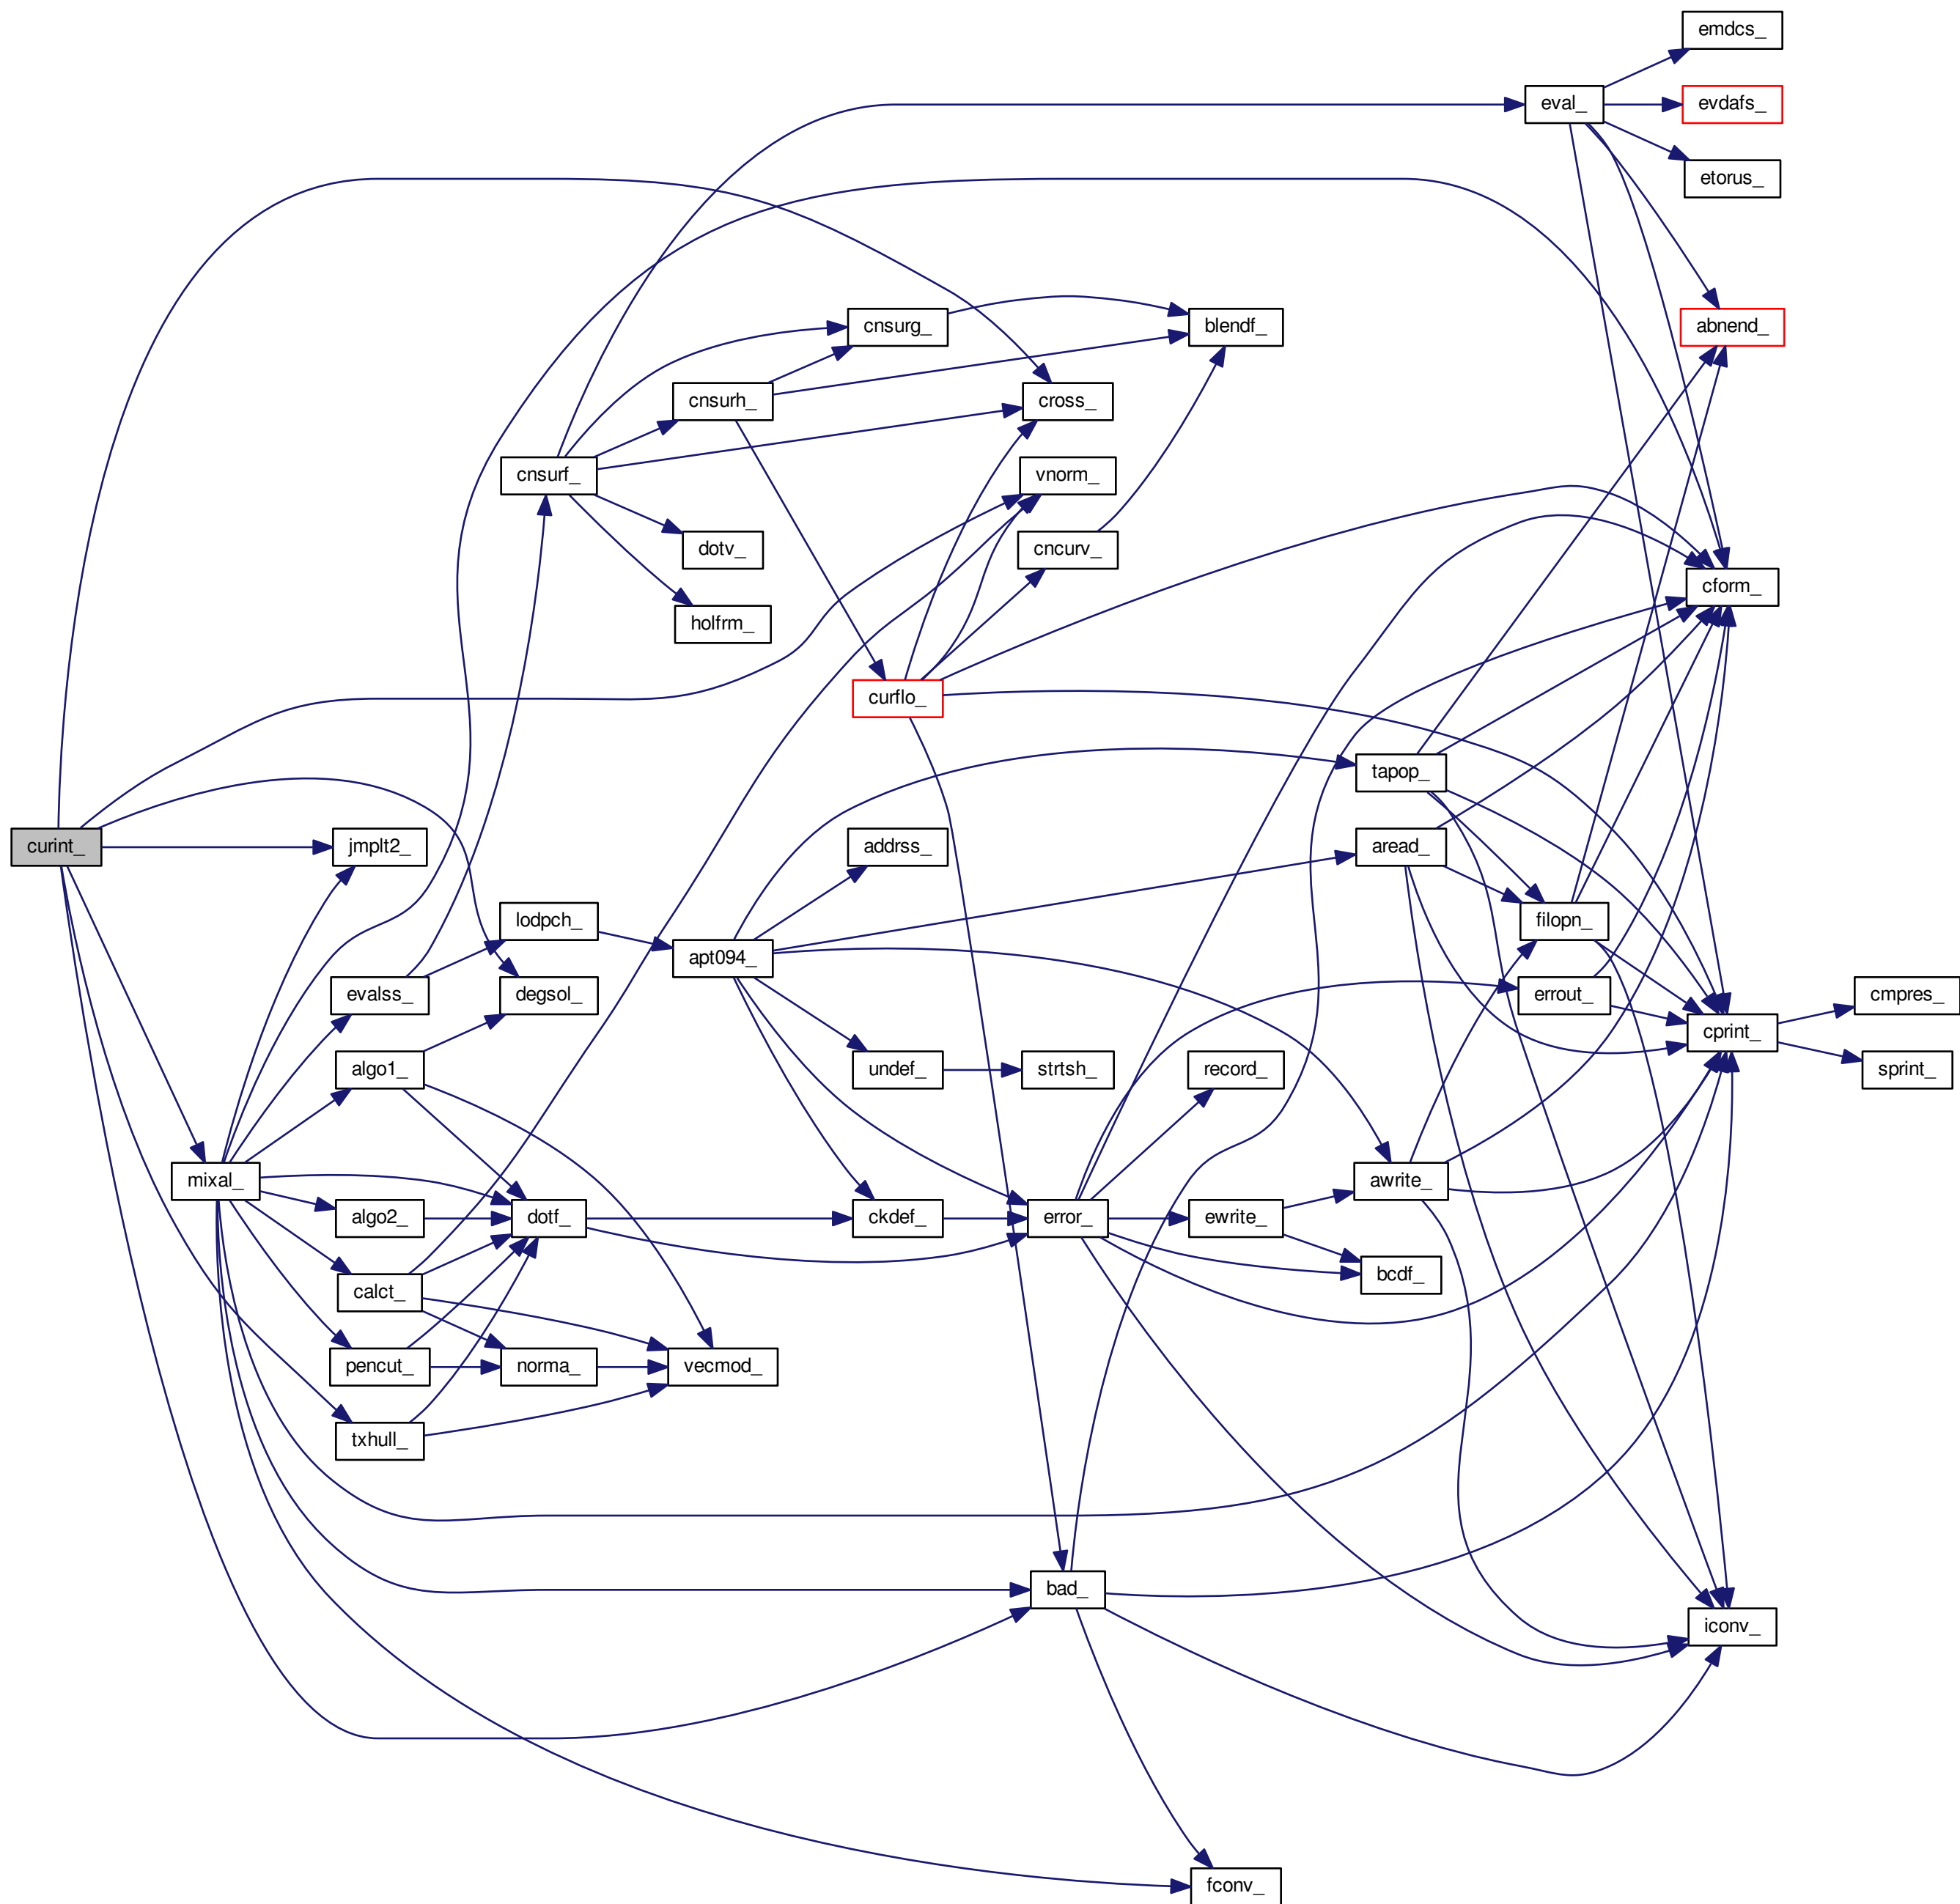 emdcs_
eval_
evdafs_
etorus_
cnsurg_
blendf_
abnend_
cnsurh_
cross_
cnsurf_
vnorm_
dotv_
cncurv_
cform_
holfrm_
curflo_
tapop_
curint_
jmplt2_
addrss_
aread_
lodpch_
filopn_
apt094_
evalss_
degsol_
errout_
cmpres_
cprint_
algo1_
undef_
strtsh_
record_
sprint_
mixal_
awrite_
algo2_
dotf_
ckdef_
error_
ewrite_
bcdf_
calct_
pencut_
norma_
vecmod_
txhull_
bad_
iconv_
fconv_